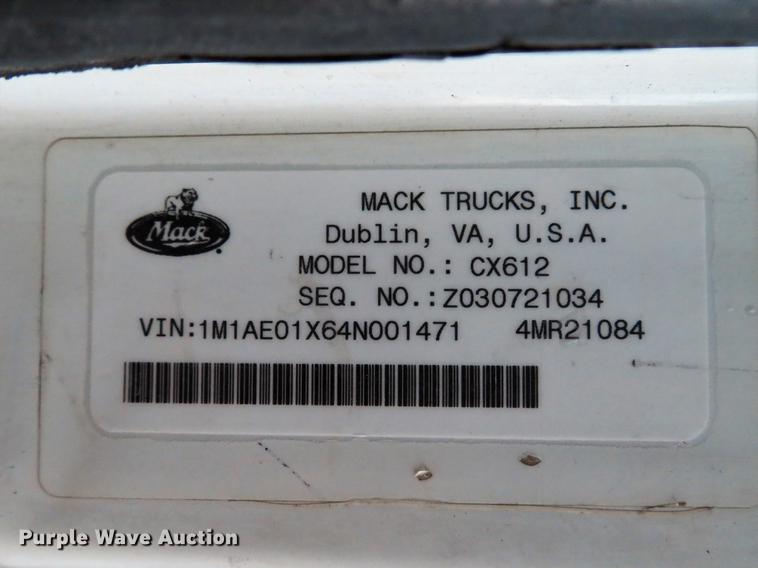 Mack
MACK TRUCKS, INC.
Dublin, VA, U.S.A.
MODEL NO.: CX612
SEQ. NO.:Z030721034
VIN:1M1AE01X64N001471 4MR21084
Purple Wave Auction